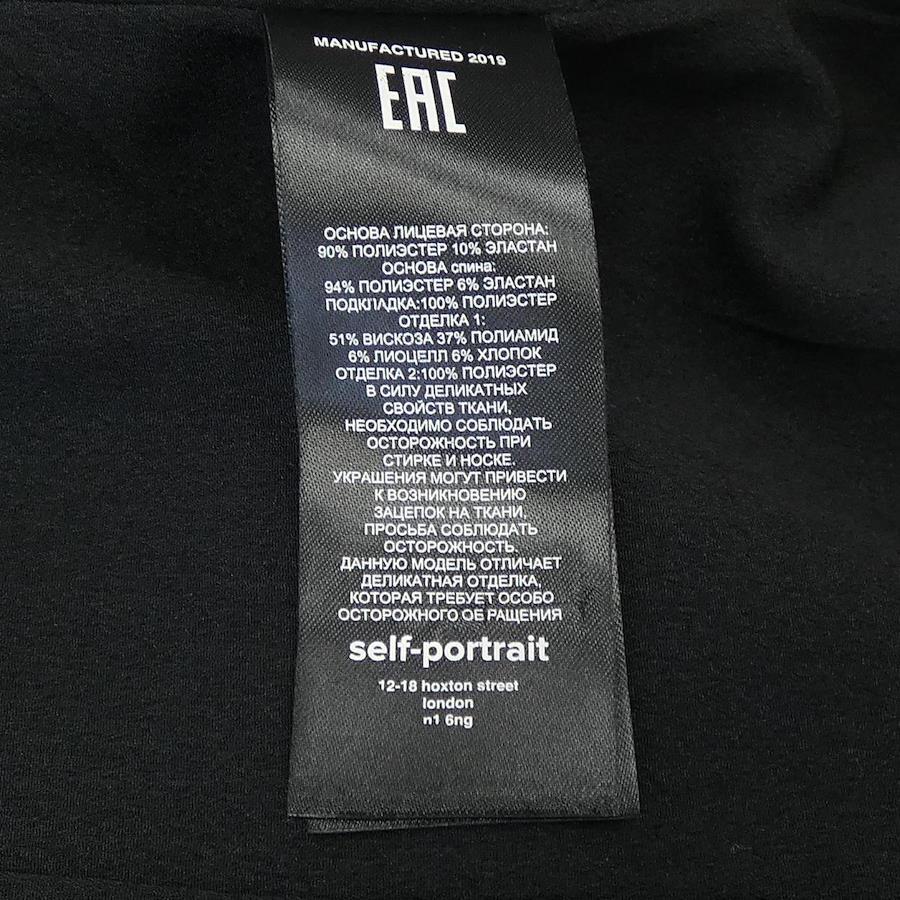 MANUFACTURED 2019
EAC
ОСНОВА ЛИЦЕВАЯ СТОРОНА:
90% ПОЛИЭСТЕР 10% ЭЛАСТАН
ОСНОВА спина:
94% ПОЛИЭСТЕР 6% ЭЛАСТАН
ПОДКЛАДКА:100% ПОЛИЭСТЕР
ОТДЕЛКА 1:
51% ВИСКОЗА 37% ПОЛИАМИД
6% ЛИОЦЕЛЛ 6% ХЛОПОК
ОТДЕЛКА 2:100% ПОЛИЭСТЕР
В СИЛУ ДЕЛИКАТНЫХ
СВОЙСТВ ТКАНИ,
НЕОБХОДИМО СОБЛЮДАТЬ
ОСТОРОЖНОСТЬ ПРИ
СТИРКЕ И НОСКЕ.
УКРАШЕНИЯ МОГУТ ПРИВЕСТИ
К ВОЗНИКНОВЕНИЮ
ЗАЦЕПОК НА ТКАНИ.
ПРОСЬБА СОБЛЮДАТЬ
ОСТОРОЖНОСТЬ.
ДАННУЮ МОДЕЛЬ ОТЛИЧАЕТ
ДЕЛИКАТНАЯ ОТДЕЛКА,
КОТОРАЯ ТРЕБУЕТ ОСОБО
ОСТОРОЖНОГО ОБРАЩЕНИЯ
self-portrait
12-18 hoxton street
london
n1 6ng